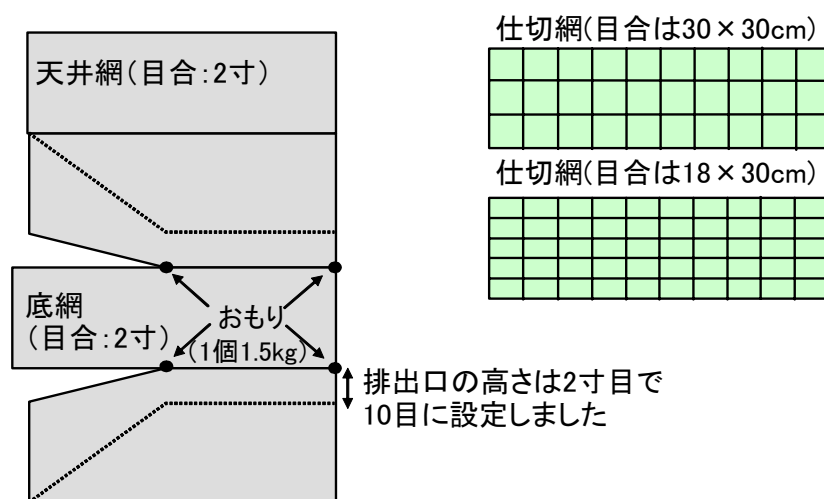 天井網(目合:2寸)
底網
(目合:2寸)
おもり
(1個1.5kg)
排出口の高さは2寸目で
10目に設定しました
仕切網(目合は30×30cm)
仕切網(目合は18×30cm)